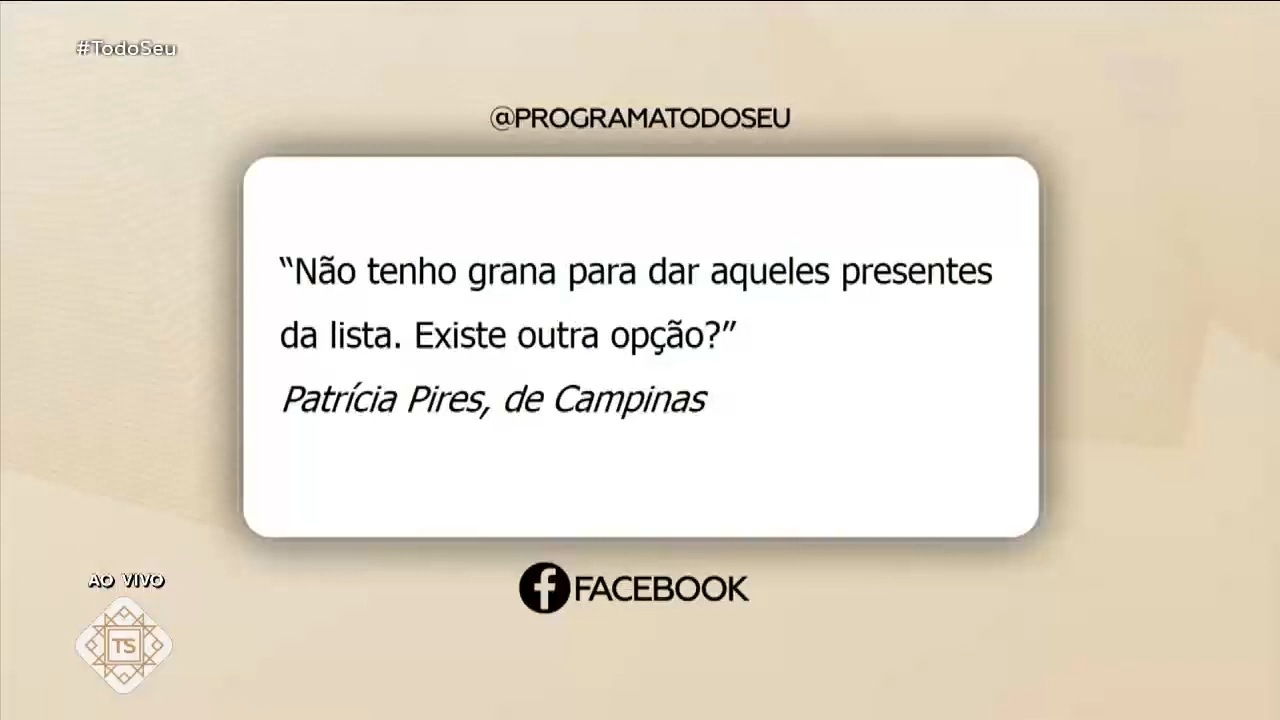 #TodoSeu
@PROGRAMATODOSEU
“Não tenho grana para dar aqueles presentes
da lista. Existe outra opção?”
Patrícia Pires, de Campinas
FACEBOOK
AO VIVO
TS